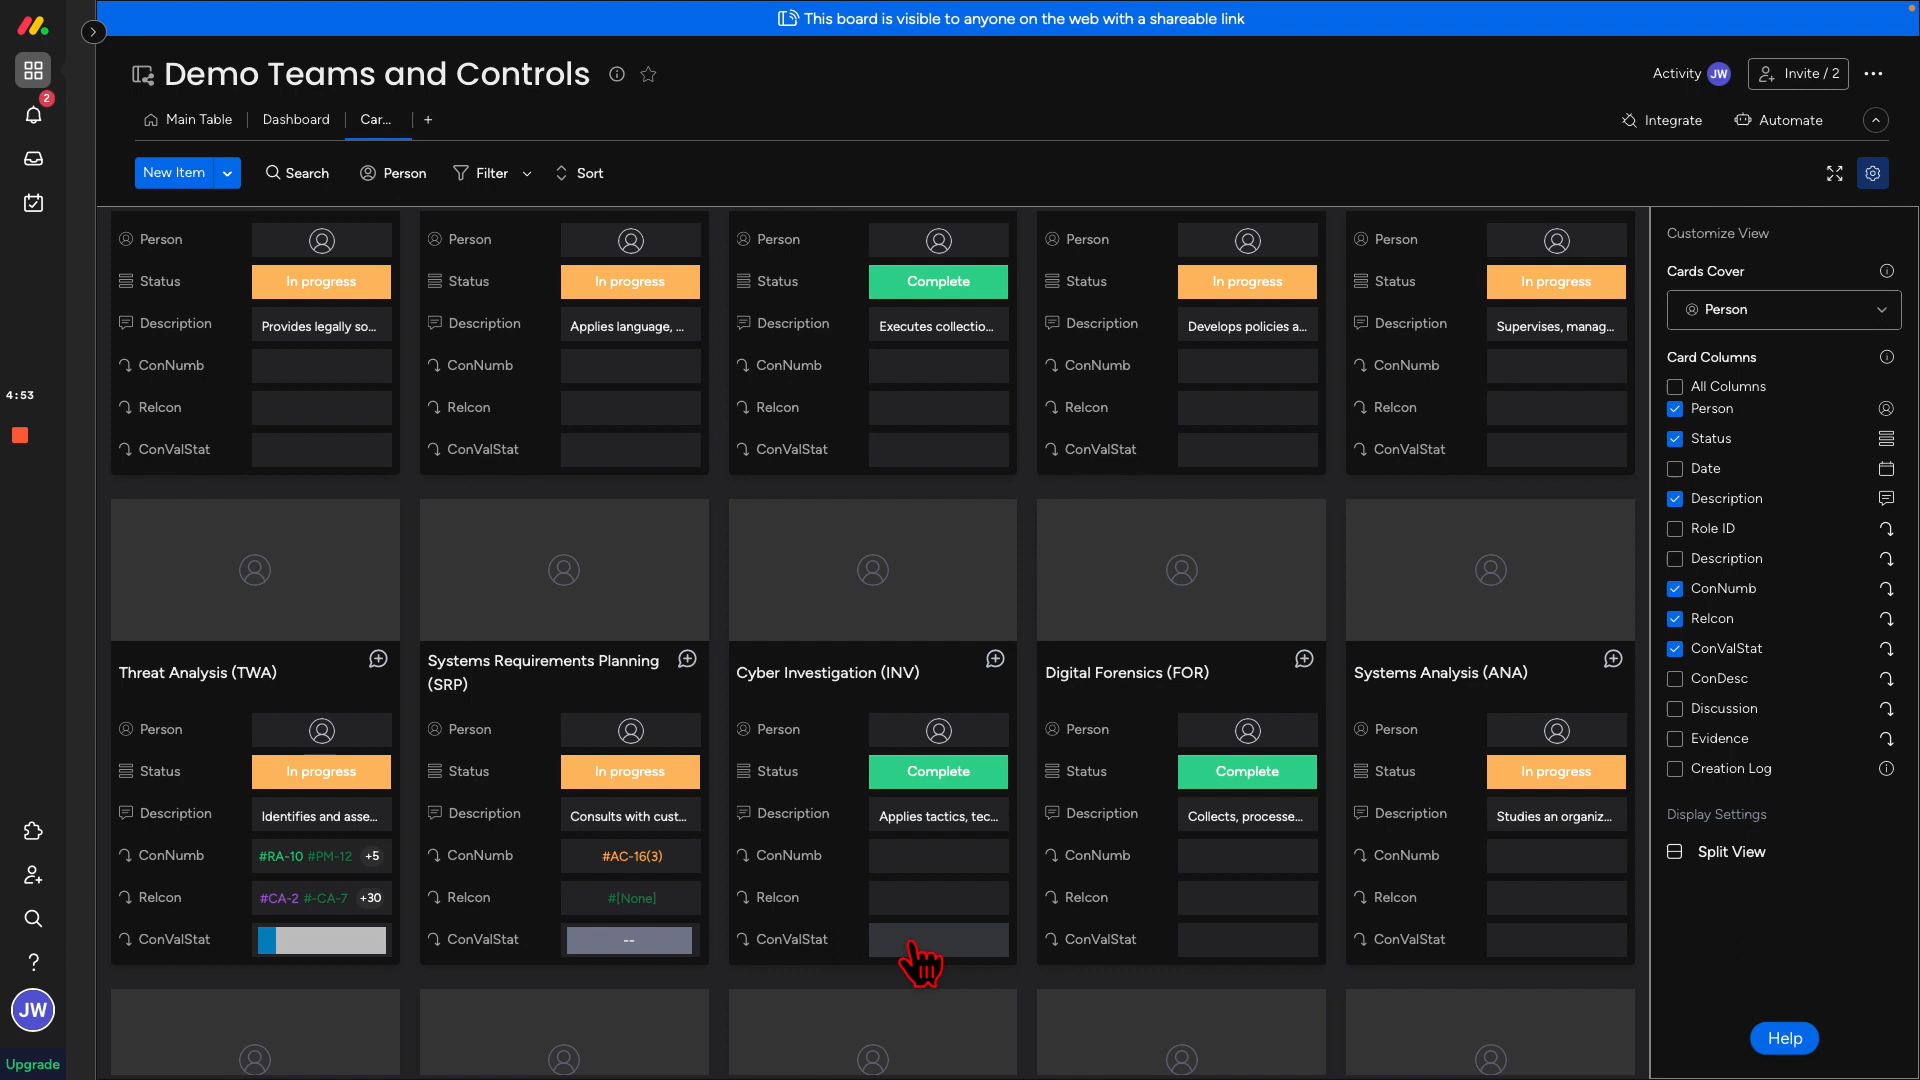 This board is visible to anyone on the web with a shareable link
Demo Teams and Controls
Activity JW Invite / 2
2
Main Table Dashboard Car... +
Integrate Automate
New Item Search Person Filter Sort
Person Person Person Person Person
Status In progress Status In progress Status Complete Status In progress Status In progress
Description Provides legally so... Description Applies language, ... Description Executes collectio... Description Develops policies a... Description Supervises, manag...
ConNumb ConNumb ConNumb ConNumb ConNumb
Relcon Relcon Relcon Relcon Relcon
ConValStat ConValStat ConValStat ConValStat ConValStat
4:53
Threat Analysis (TWA) Systems Requirements Planning (SRP) Cyber Investigation (INV) Digital Forensics (FOR) Systems Analysis (ANA)
Person Person Person Person Person
Status In progress Status In progress Status Complete Status Complete Status In progress
Description Identifies and asse... Description Consults with cust... Description Applies tactics, tec... Description Collects, processe... Description Studies an organiz...
ConNumb #RA-10 #PM-12 +5 ConNumb #AC-16(3) ConNumb ConNumb ConNumb
Relcon #CA-2 #-CA-7 +30 Relcon #[None] Relcon Relcon Relcon
ConValStat ConValStat -- ConValStat ConValStat ConValStat
Customize View
Cards Cover
Person
Card Columns
All Columns
Person
Status
Date
Description
Role ID
Description
ConNumb
Relcon
ConValStat
ConDesc
Discussion
Evidence
Creation Log
Display Settings
Split View
Help
?
JW
Upgrade